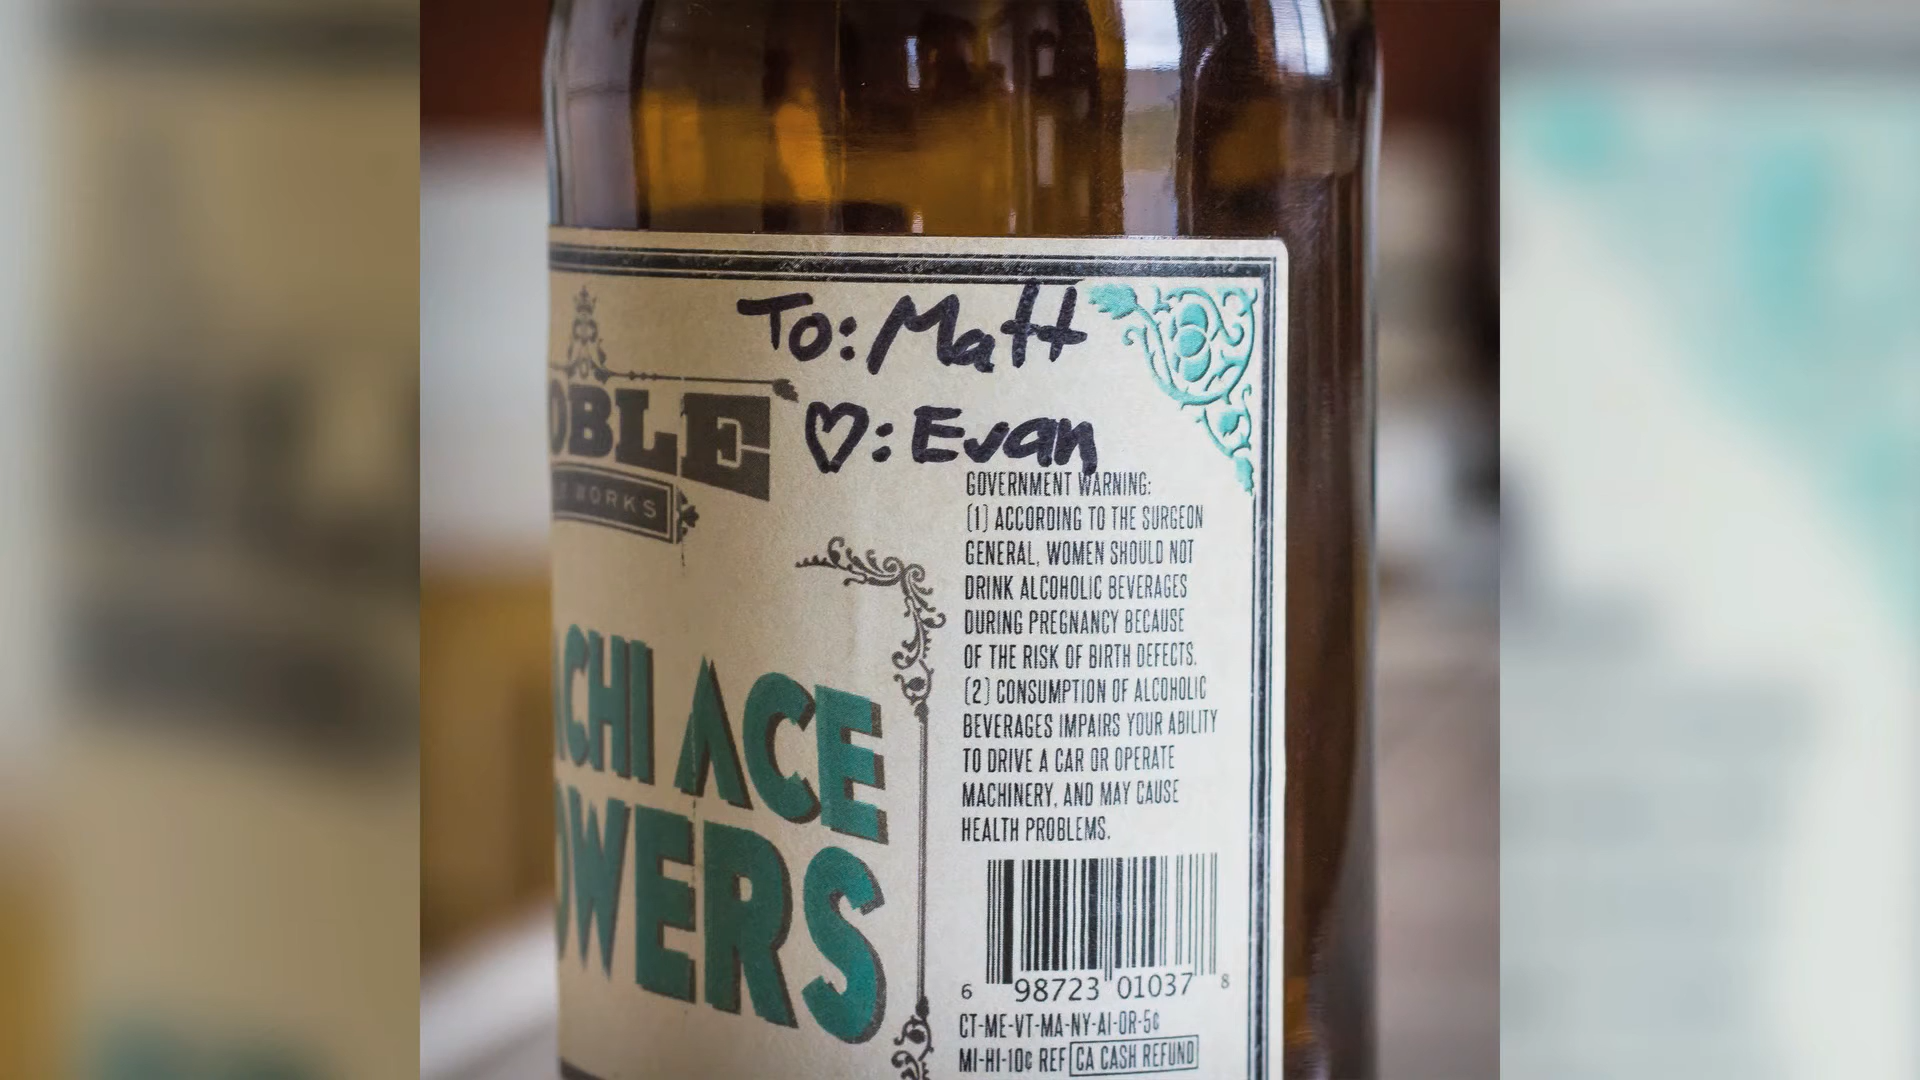 To: Matt
♡: Evan
OBLE
WORKS
CHI ACE
OWERS
GOVERNMENT WARNING:
(1) ACCORDING TO THE SURGEON
GENERAL, WOMEN SHOULD NOT
DRINK ALCOHOLIC BEVERAGES
DURING PREGNANCY BECAUSE
OF THE RISK OF BIRTH DEFECTS.
(2) CONSUMPTION OF ALCOHOLIC
BEVERAGES IMPAIRS YOUR ABILITY
TO DRIVE A CAR OR OPERATE
MACHINERY, AND MAY CAUSE
HEALTH PROBLEMS.
6 98723 01037 8
CT-ME-VT-MA-NY-AI-OR-5¢
MI-HI-10¢ REF CA CASH REFUND